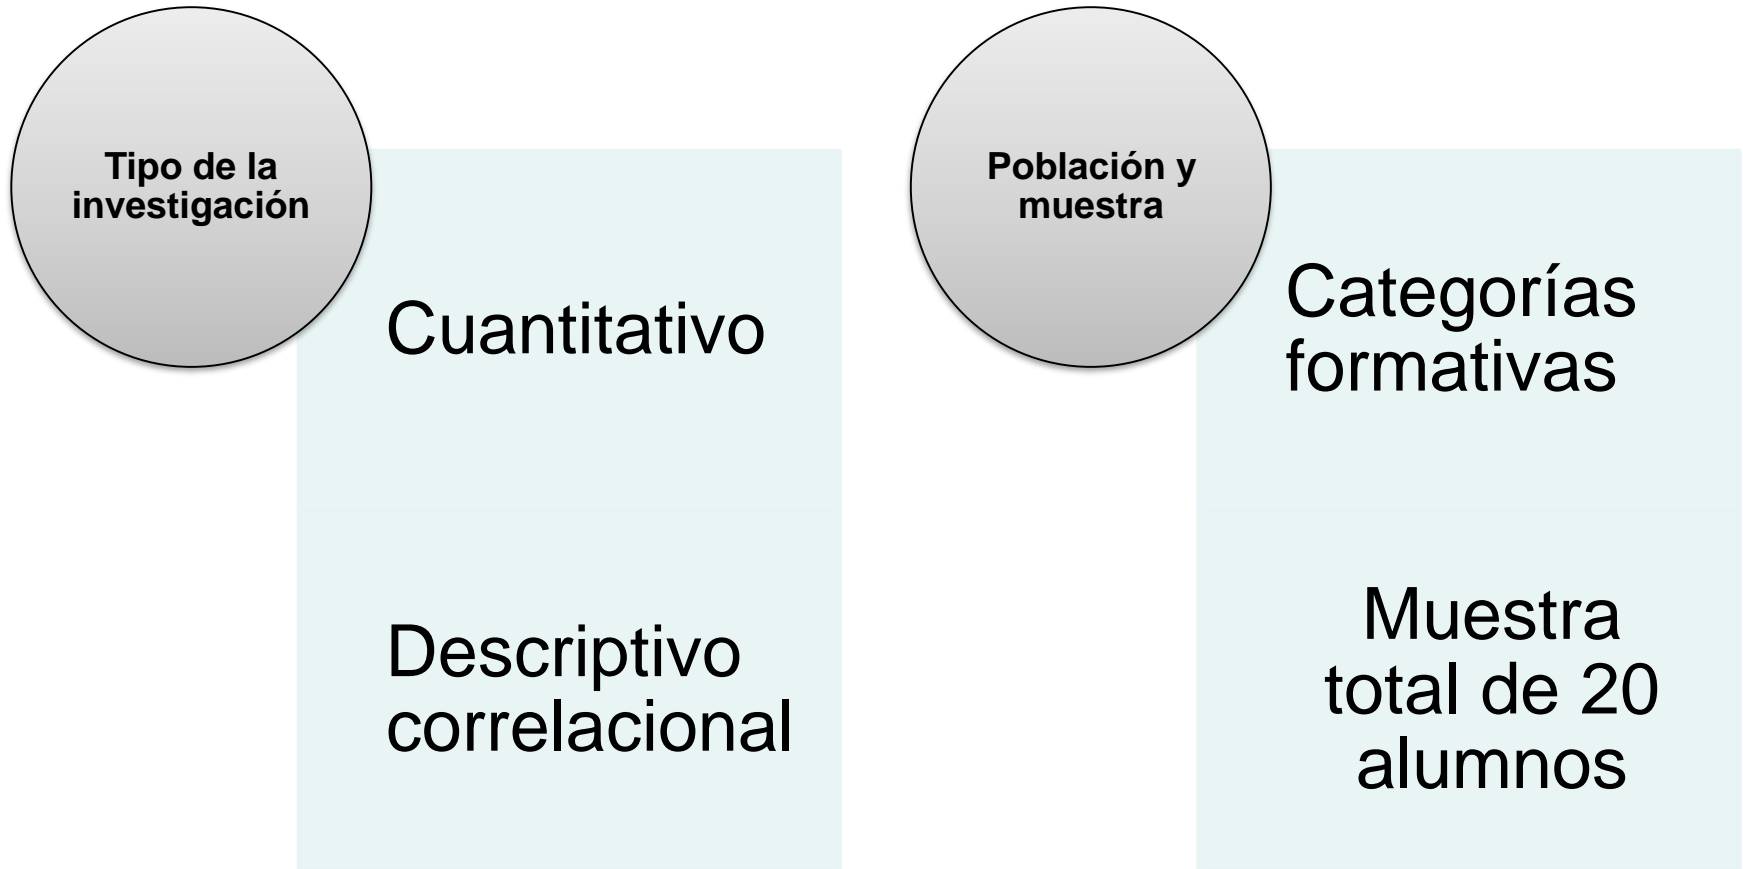 Tipo de la
investigación
Cuantitativo
Descriptivo
correlacional
Población y
muestra
Categorías
formativas
Muestra
total de 20
alumnos